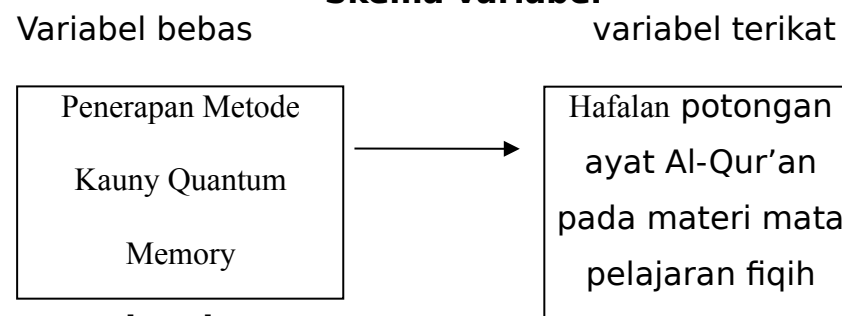 Variabel bebas variabel terikat
Penerapan Metode
Kauny Quantum
Memory
Hafalan potongan
ayat Al-Qur’an
pada materi mata
pelajaran fiqih